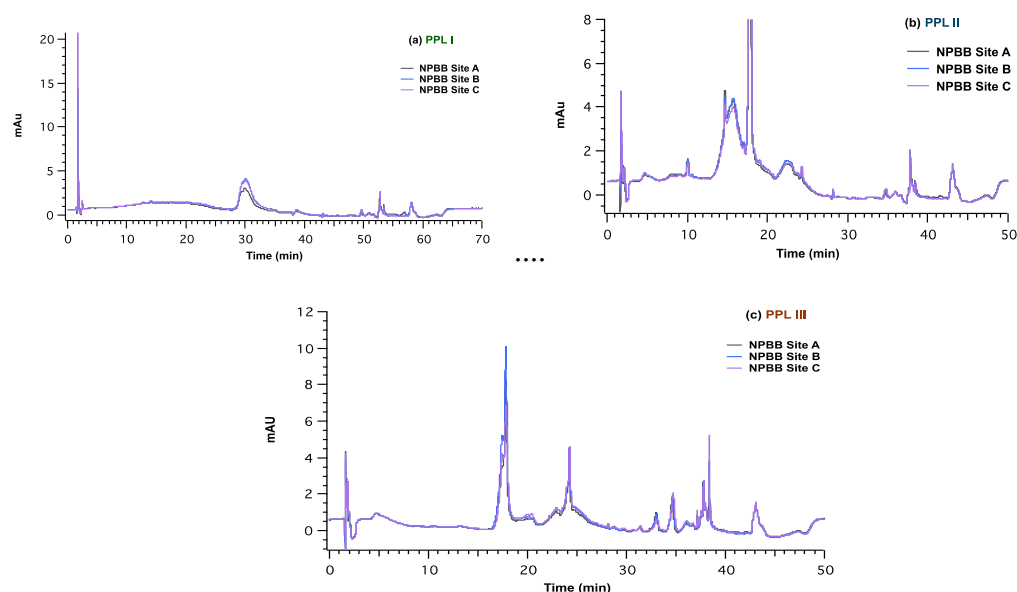 (a) PPL I
NPBB Site A
NPBB Site B
NPBB Site C
mAu
20
15
10
5
0
0 10 20 30 40 50 60 70
Time (min)
(b) PPL II
NPBB Site A
NPBB Site B
NPBB Site C
mAu
8
6
4
2
0
0 10 20 30 40 50
Time (min)
(c) PPL III
NPBB Site A
NPBB Site B
NPBB Site C
mAU
12
10
8
6
4
2
0
0 10 20 30 40 50
Time (min)